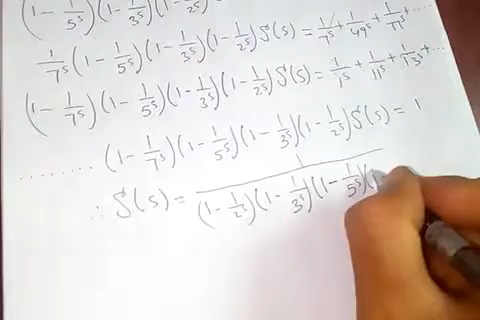 (1 - 1/5^s)(1 - 1/3^s)(1 - 1/2^s)
1/7^s (1 - 1/5^s)(1 - 1/3^s)(1 - 1/2^s) ζ(s) = 1/7^s + 1/49^s + 1/11^s + ....
(1 - 1/7^s)(1 - 1/5^s)(1 - 1/3^s)(1 - 1/2^s) ζ(s) = 1/1^s + 1/11^s + 1/13^s + ...
........ (1 - 1/7^s)(1 - 1/5^s)(1 - 1/3^s)(1 - 1/2^s) ζ(s) = 1
∴ ζ(s) = 1/(1 - 1/2^s)(1 - 1/3^s)(1 - 1/5^s)(